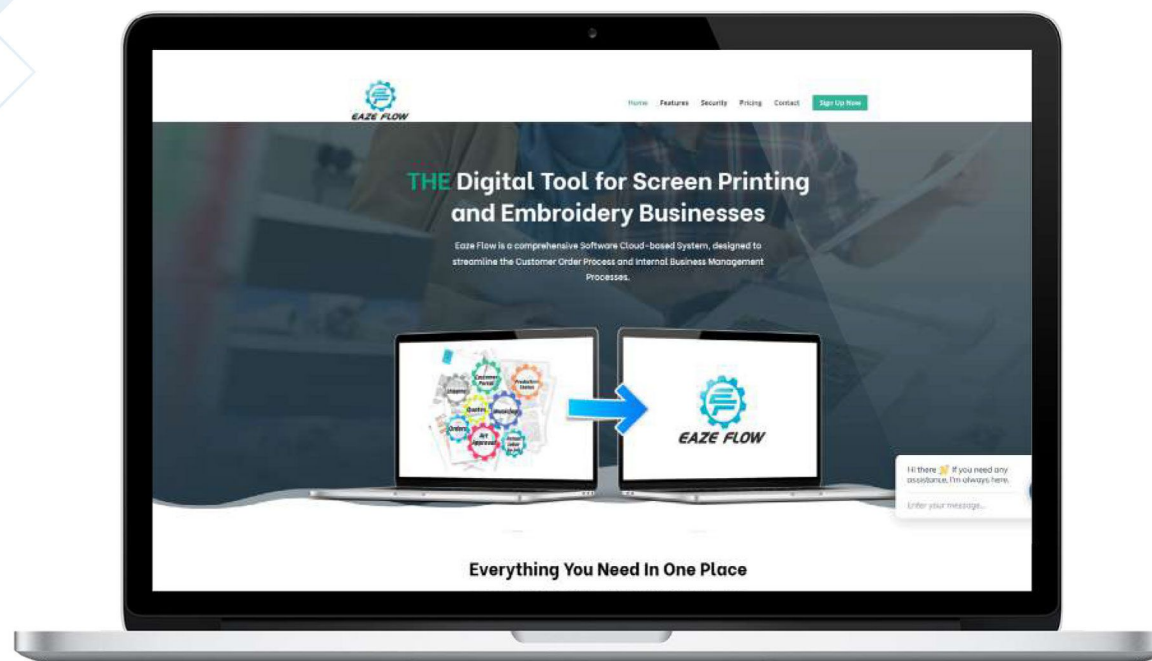 EAZE FLOW
Home Features Security Pricing Contact Sign Up Now
THE Digital Tool for Screen Printing
and Embroidery Businesses
Eaze Flow is a comprehensive Software Cloud-based System, designed to
streamline the Customer Order Process and Internal Business Management
Processes.
Customer
Portal
Production
Status
Quotes
Invoicing
Orders
Art
Approval
EAZE FLOW
Hi there 👋 If you need any
assistance, I'm always here.
Enter your message...
Everything You Need In One Place